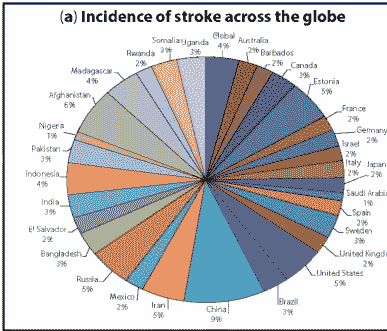 (a) Incidence of stroke across the globe
Global
4%
Australia
2%
Barbados
2%
Canada
3%
Estonia
5%
France
2%
Germany
2%
Israel
2%
Italy
2%
Japan
2%
Saudi Arabia
1%
Spain
2%
Sweden
3%
United Kingdom
2%
United States
5%
Brazil
3%
China
9%
Iran
5%
Mexico
2%
Russia
5%
Bangladesh
3%
El Salvador
2%
India
3%
Indonesia
4%
Pakistan
3%
Nigeria
1%
Afghanistan
6%
Madagascar
4%
Rwanda
2%
Somalia
3%
Uganda
3%